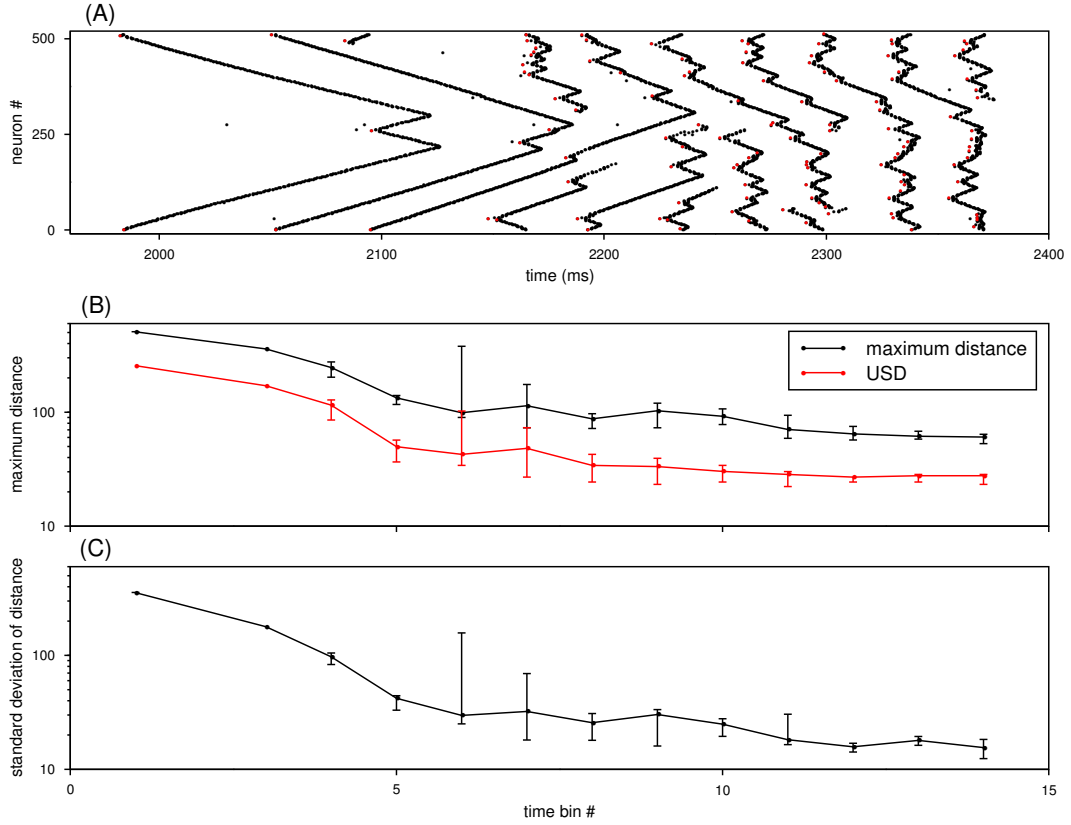 (A)
500
250
0
neuron #
2000
2100
2200
2300
2400
time (ms)
(B)
100
10
maximum distance
maximum distance
USD
(C)
100
10
standard deviation of distance
0
5
10
15
time bin #